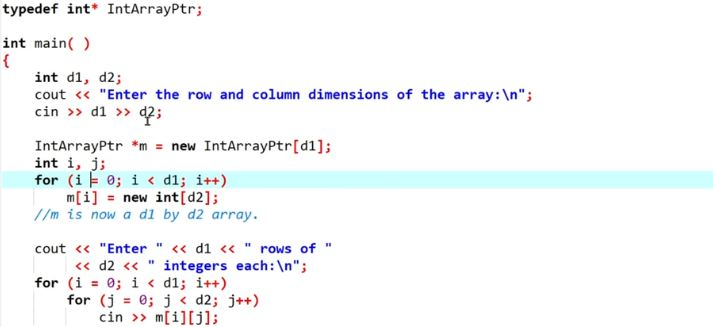 typedef int* IntArrayPtr;
int main( )
{
int d1, d2;
cout << "Enter the row and column dimensions of the array:\n";
cin >> d1 >> d2;
IntArrayPtr *m = new IntArrayPtr[d1];
int i, j;
for (i = 0; i < d1; i++)
m[i] = new int[d2];
//m is now a d1 by d2 array.
cout << "Enter " << d1 << " rows of "
<< d2 << " integers each:\n";
for (i = 0; i < d1; i++)
for (j = 0; j < d2; j++)
cin >> m[i][j];